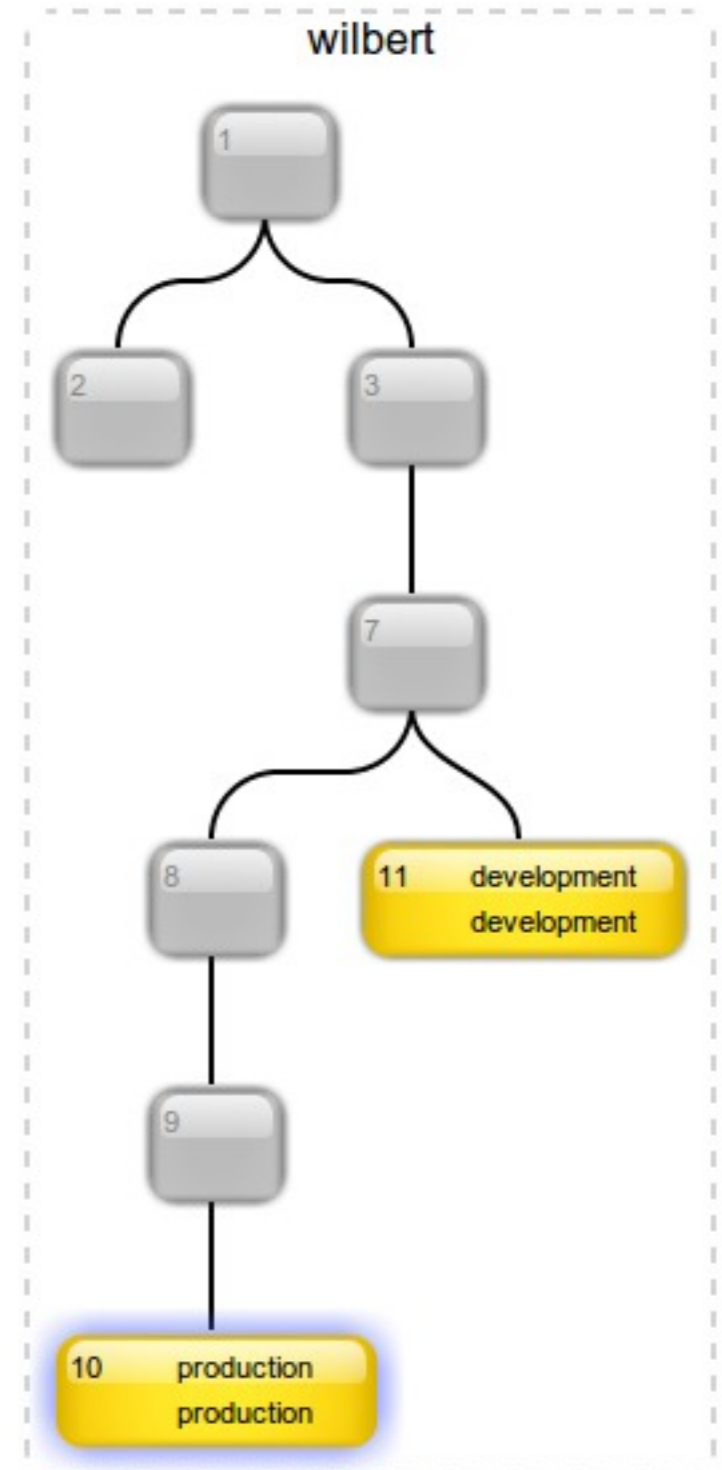 wilbert
1
2
3
7
8
11 development
development
9
10 production
production